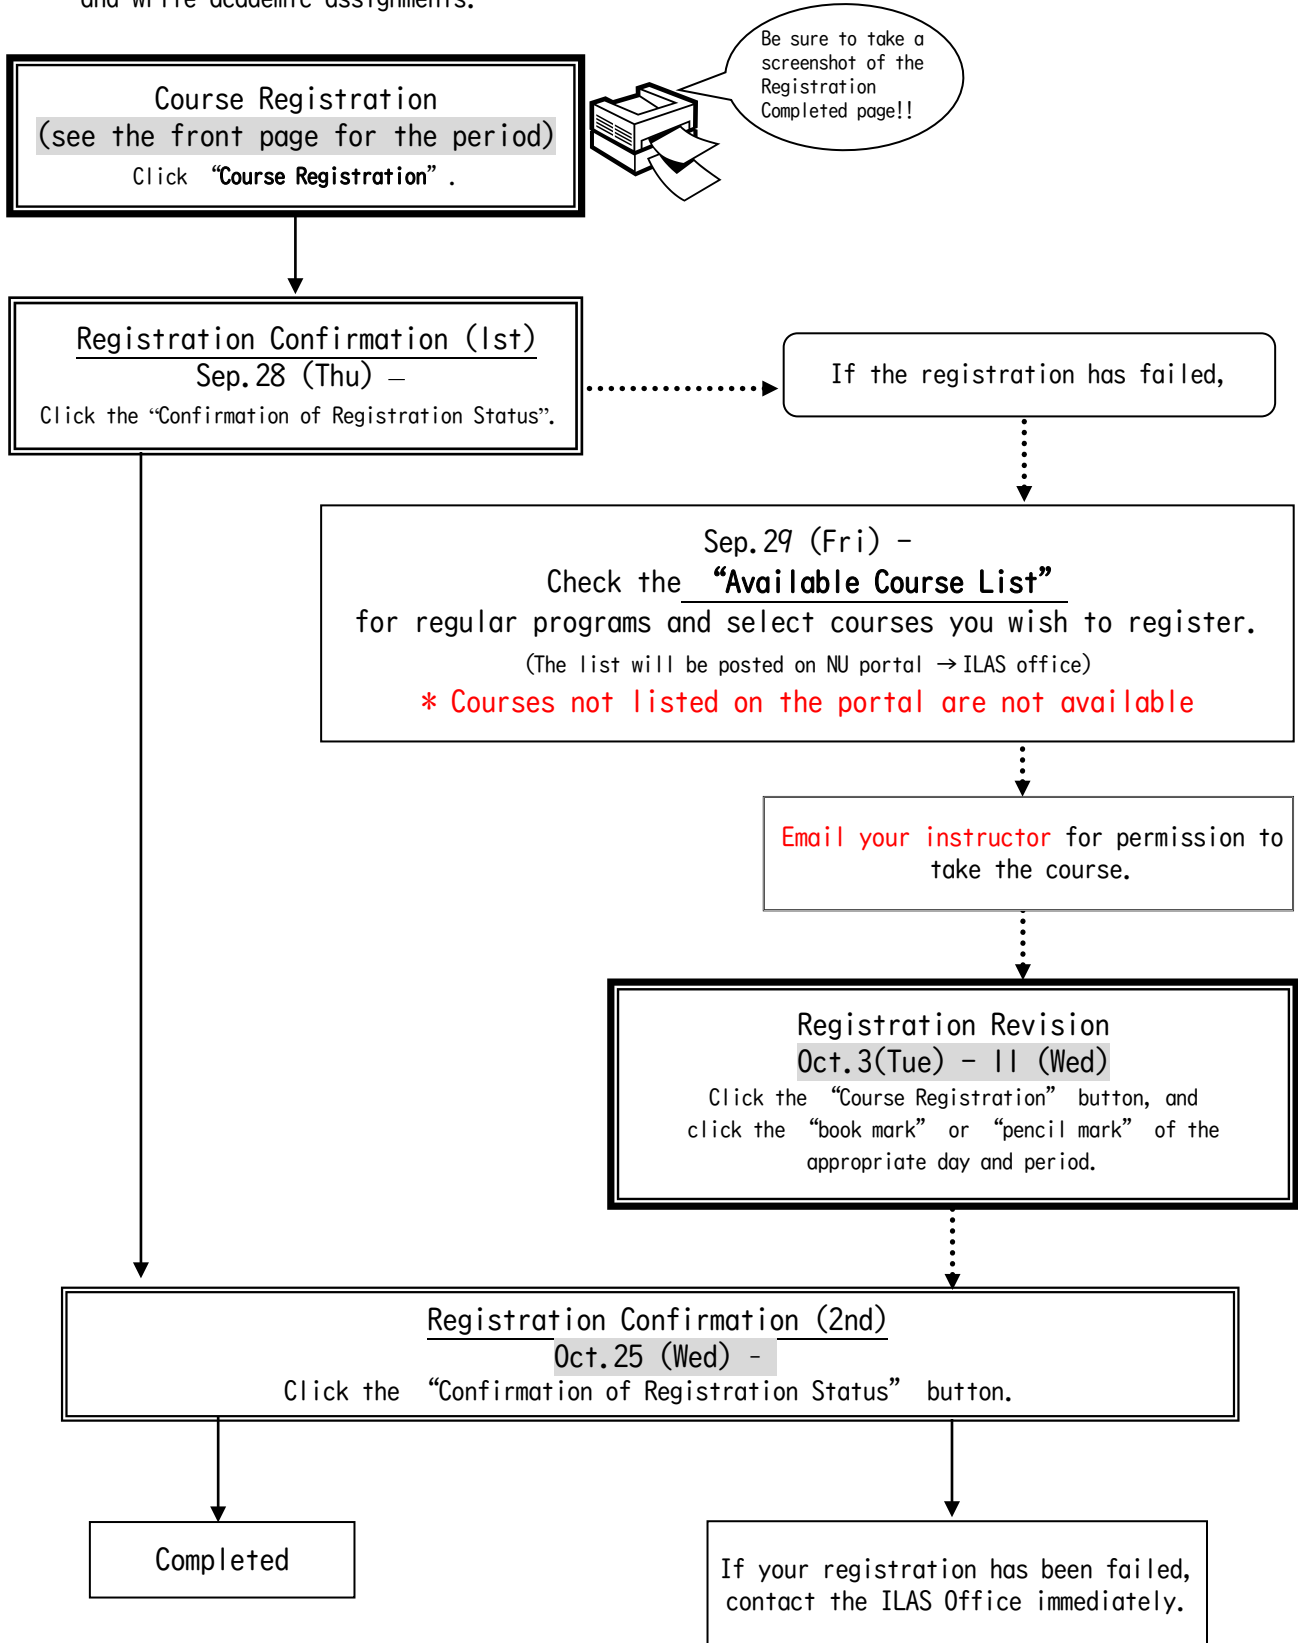 and write academic assignments.
Be sure to take a
screenshot of the
Registration
Completed page!!
Course Registration
(see the front page for the period)
Click “Course Registration”.
Registration Confirmation (1st)
Sep.28 (Thu) –
Click the “Confirmation of Registration Status”.
If the registration has failed,
Sep.29 (Fri) -
Check the “Available Course List”
for regular programs and select courses you wish to register.
(The list will be posted on NU portal → ILAS office)
* Courses not listed on the portal are not available
Email your instructor for permission to
take the course.
Registration Revision
Oct.3(Tue) - 11 (Wed)
Click the “Course Registration” button, and
click the “book mark” or “pencil mark” of the
appropriate day and period.
Registration Confirmation (2nd)
Oct.25 (Wed) -
Click the “Confirmation of Registration Status” button.
Completed
If your registration has been failed,
contact the ILAS Office immediately.